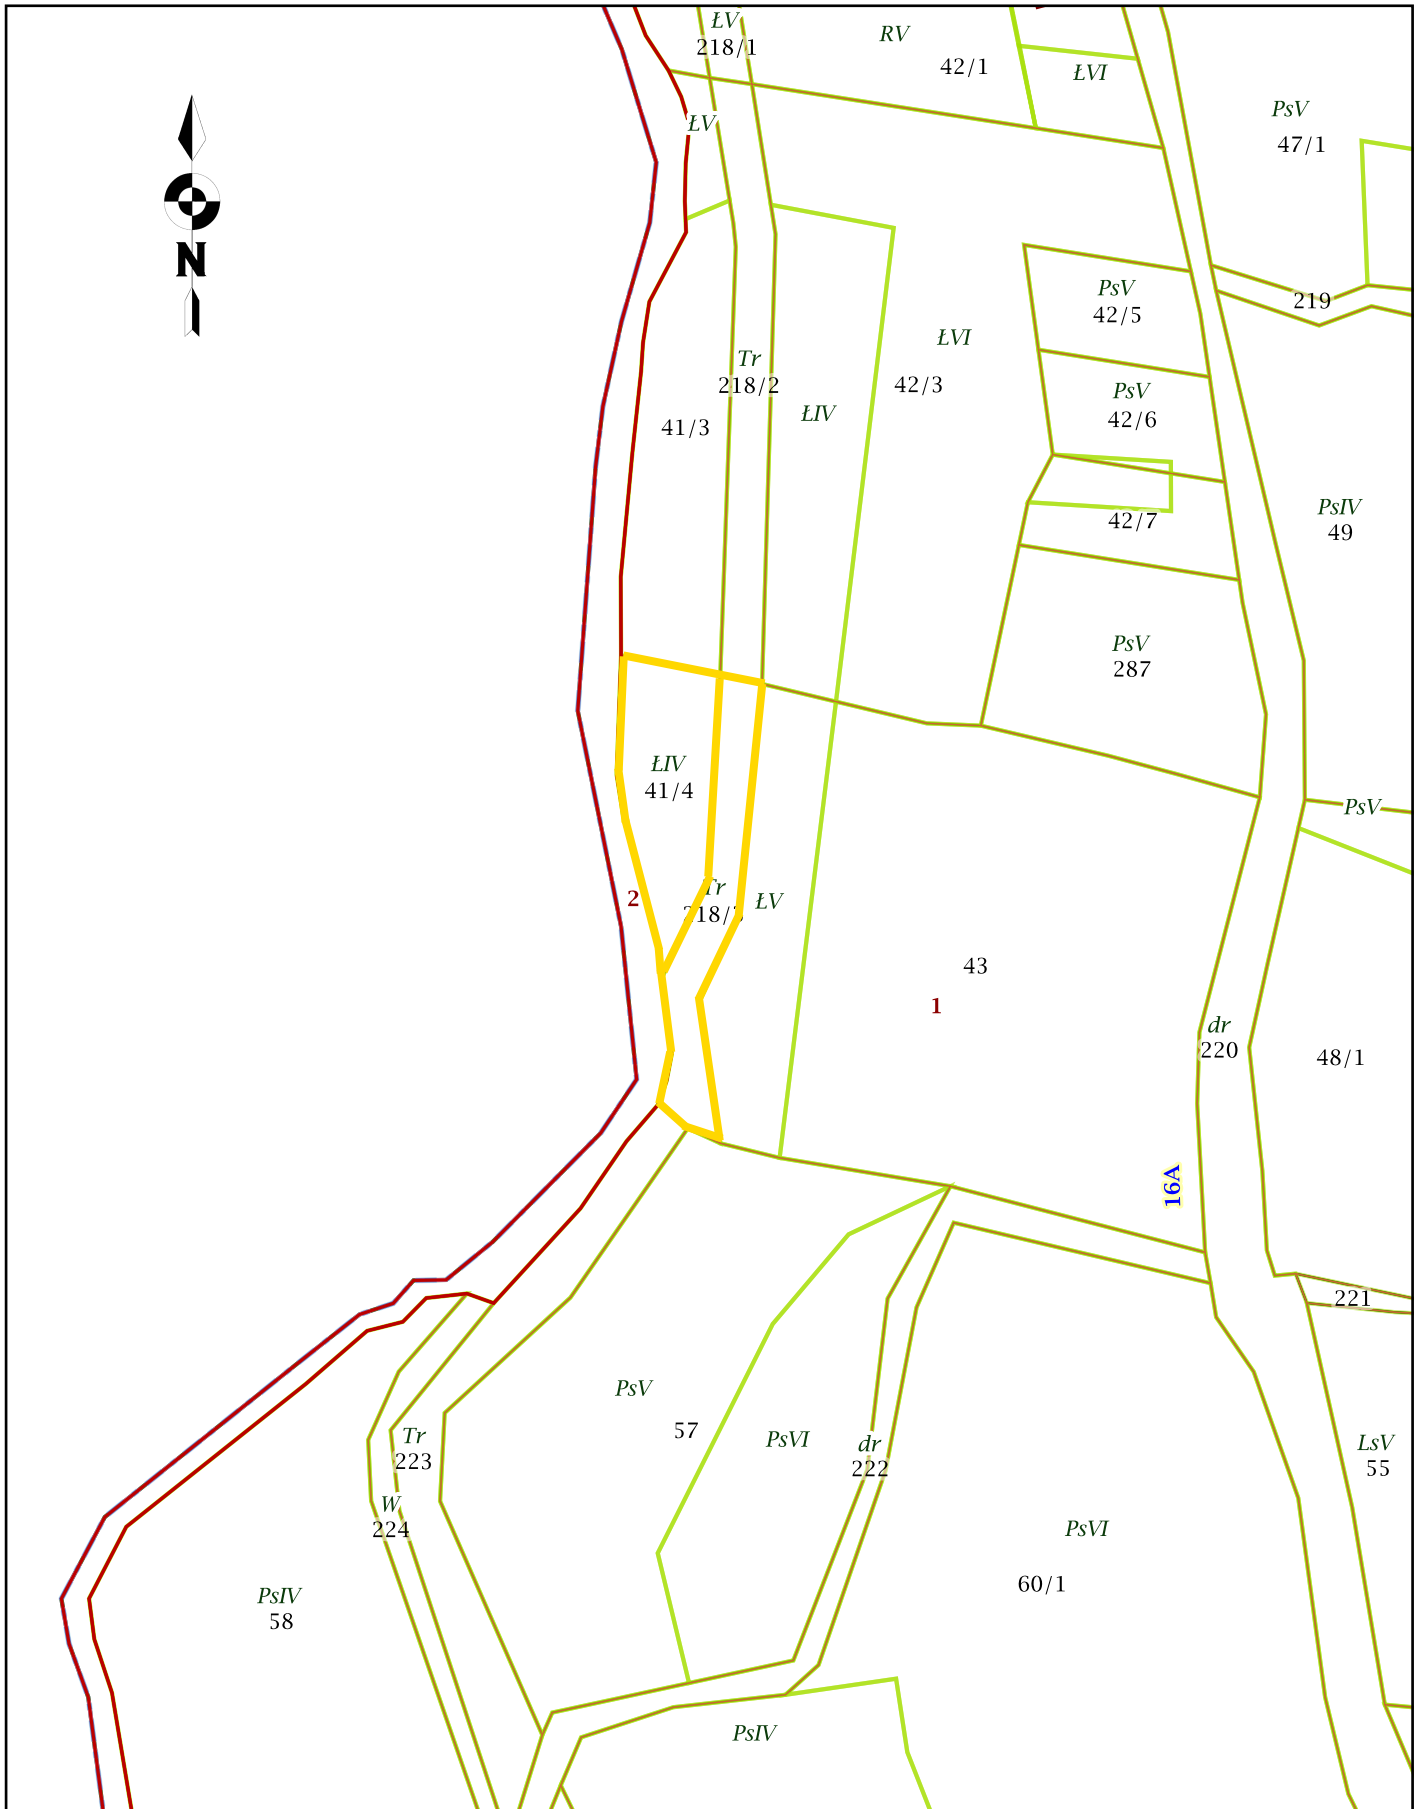 ŁV
218/1
RV
42/1
ŁVI
PsV
47/1
ŁV
N
PsV
42/5
219
ŁVI
42/3
Tr
218/2
ŁIV
41/3
PsV
42/6
42/7
PsIV
49
PsV
287
ŁIV
41/4
PsV
2
Tr
218/3
ŁV
43
1
dr
220
48/1
16A
221
PsV
57
PsVI
dr
222
Tr
223
LsV
55
W
224
PsVI
60/1
PsIV
58
PsIV